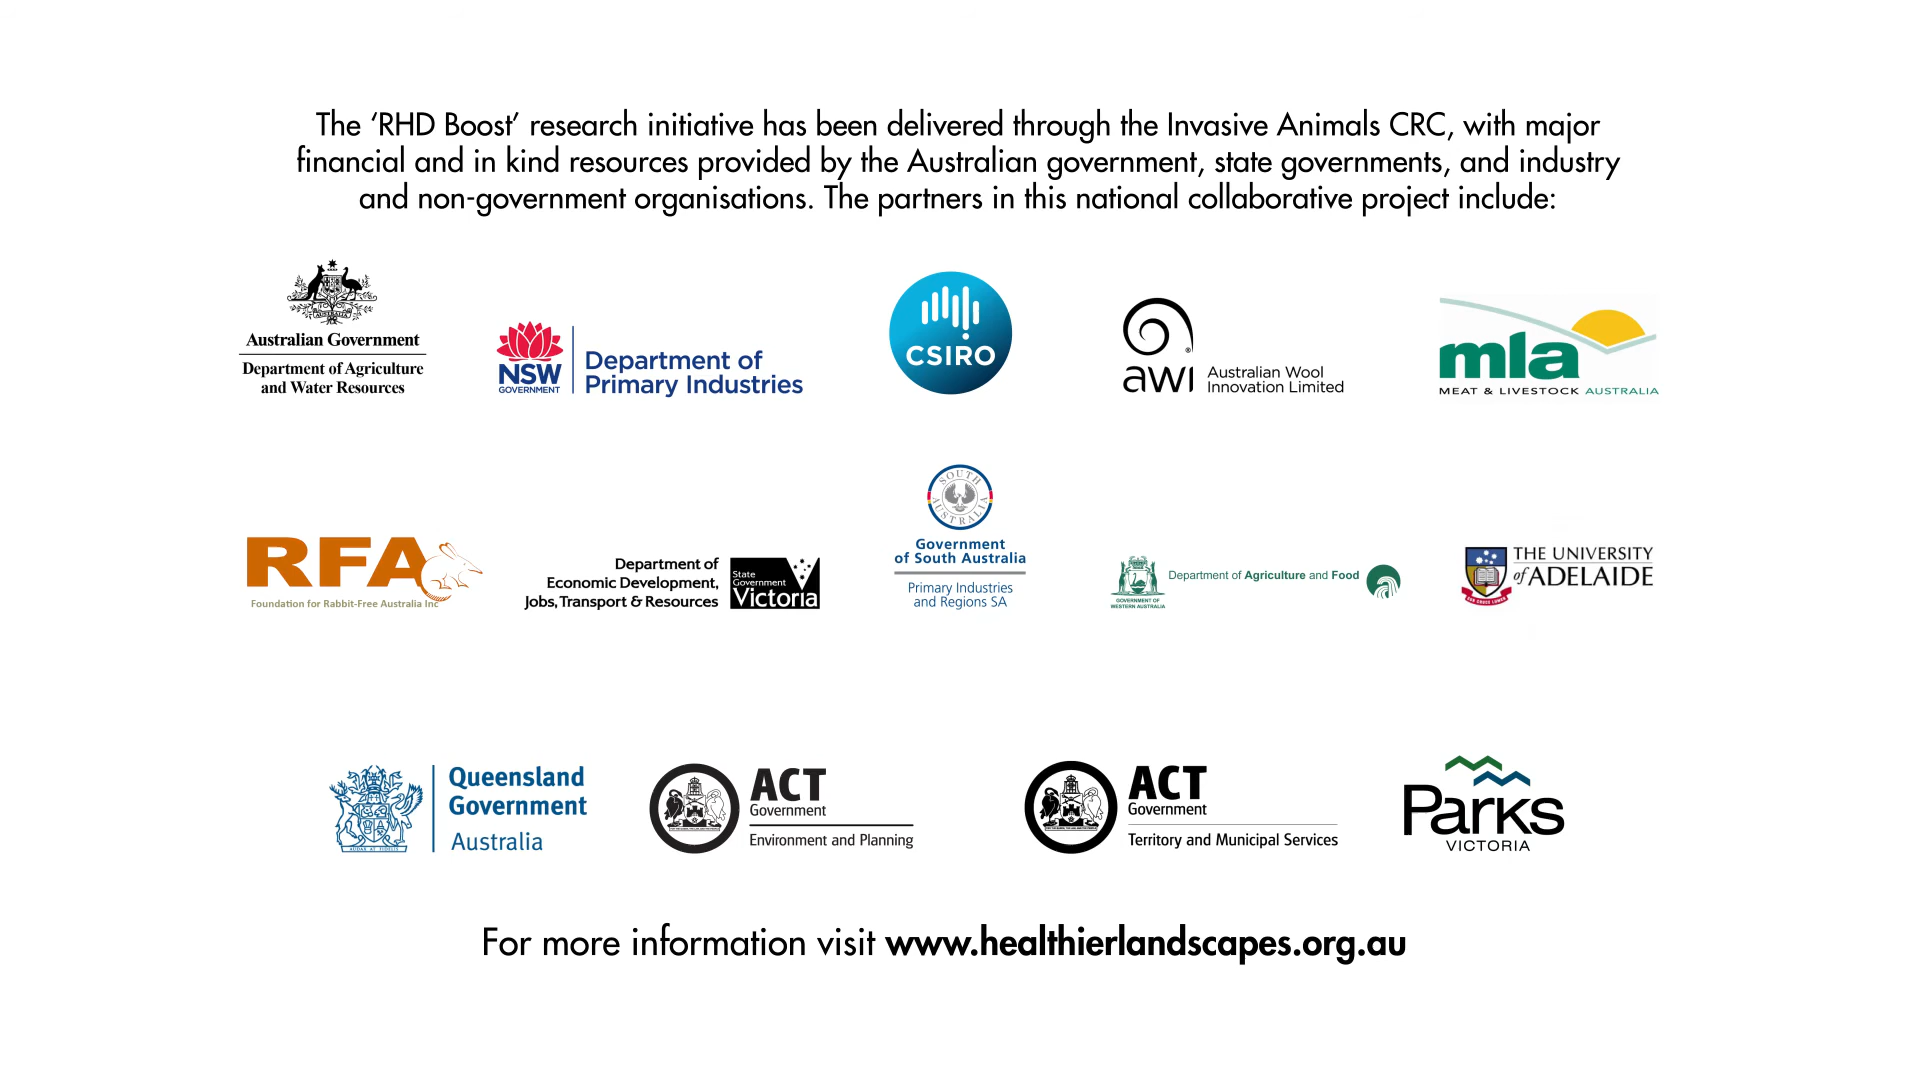 The ‘RHD Boost’ research initiative has been delivered through the Invasive Animals CRC, with major
financial and in kind resources provided by the Australian government, state governments, and industry
and non-government organisations. The partners in this national collaborative project include:
AUSTRALIA
Australian Government
Department of Agriculture
and Water Resources
NSW
GOVERNMENT
Department of
Primary Industries
CSIRO
awi
Australian Wool
Innovation Limited
mla
MEAT & LIVESTOCK AUSTRALIA
RFA
Foundation for Rabbit-Free Australia Inc
Department of
Economic Development,
Jobs, Transport & Resources
State
Government
Victoria
SOUTH
AUSTRALIA
Government
of South Australia
Primary Industries
and Regions SA
GOVERNMENT OF
WESTERN AUSTRALIA
Department of Agriculture and Food
THE UNIVERSITY
of ADELAIDE
Queensland
Government
Australia
ACT
Government
Environment and Planning
ACT
Government
Territory and Municipal Services
Parks
VICTORIA
For more information visit www.healthierlandscapes.org.au